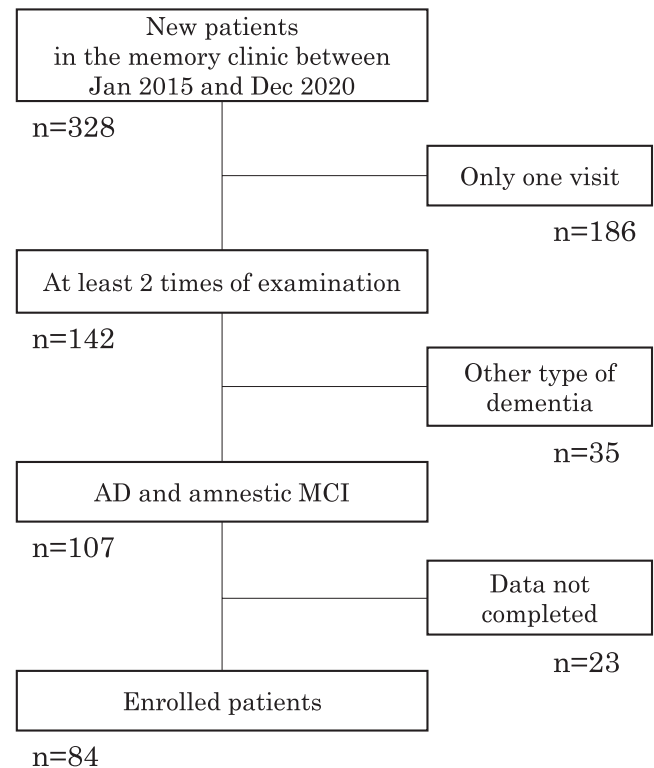 New patients
in the memory clinic between
Jan 2015 and Dec 2020
n=328
Only one visit
n=186
At least 2 times of examination
n=142
Other type of
dementia
n=35
AD and amnestic MCI
n=107
Data not
completed
n=23
Enrolled patients
n=84